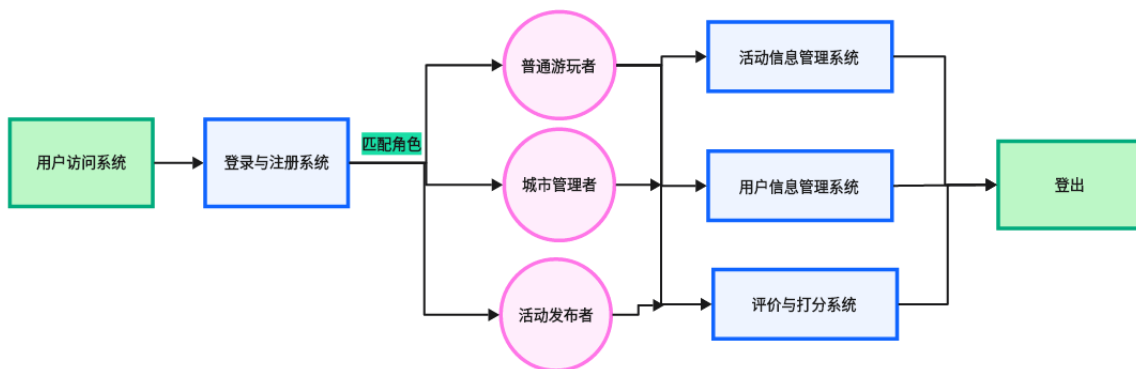 用户访问系统
登录与注册系统
匹配角色
普通游玩者
城市管理者
活动发布者
活动信息管理系统
用户信息管理系统
评价与打分系统
登出